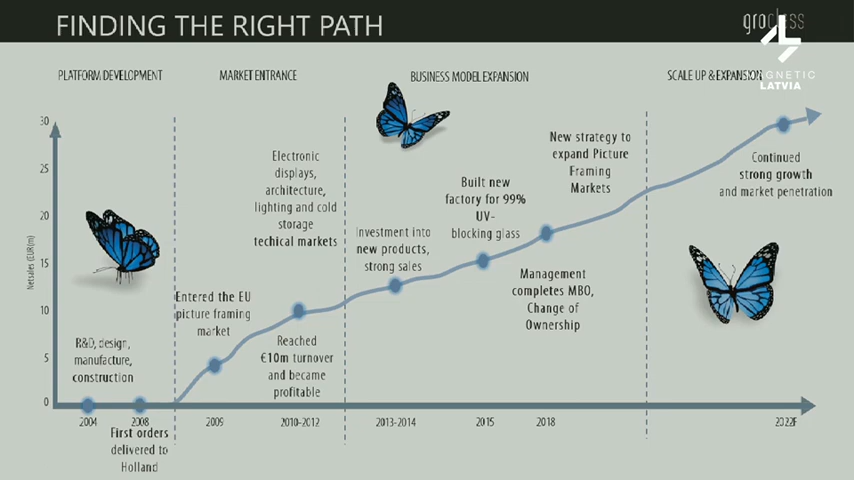 FINDING THE RIGHT PATH
LATVIA
PLATFORM DEVELOPMENT
MARKET ENTRANCE
BUSINESS MODEL EXPANSION
SCALE UP & EXPANSION
30
25
20
15
10
5
0
Netsales (EUR(m)
R&D, design,
manufacture,
construction
First orders
delivered to
Holland
Entered the EU
picture framing
market
Electronic
displays,
architecture,
lighting and cold
storage
techical markets
Reached
€10m turnover
and became
profitable
Investment into
new products,
strong sales
Built new
factory for 99%
UV-
blocking glass
New strategy to
expand Picture
Framing
Markets
Management
completes MBO,
Change of
Ownership
Continued
strong growth
and market penetration
2004
2008
2009
2010-2012
2013-2014
2015
2018
2022F